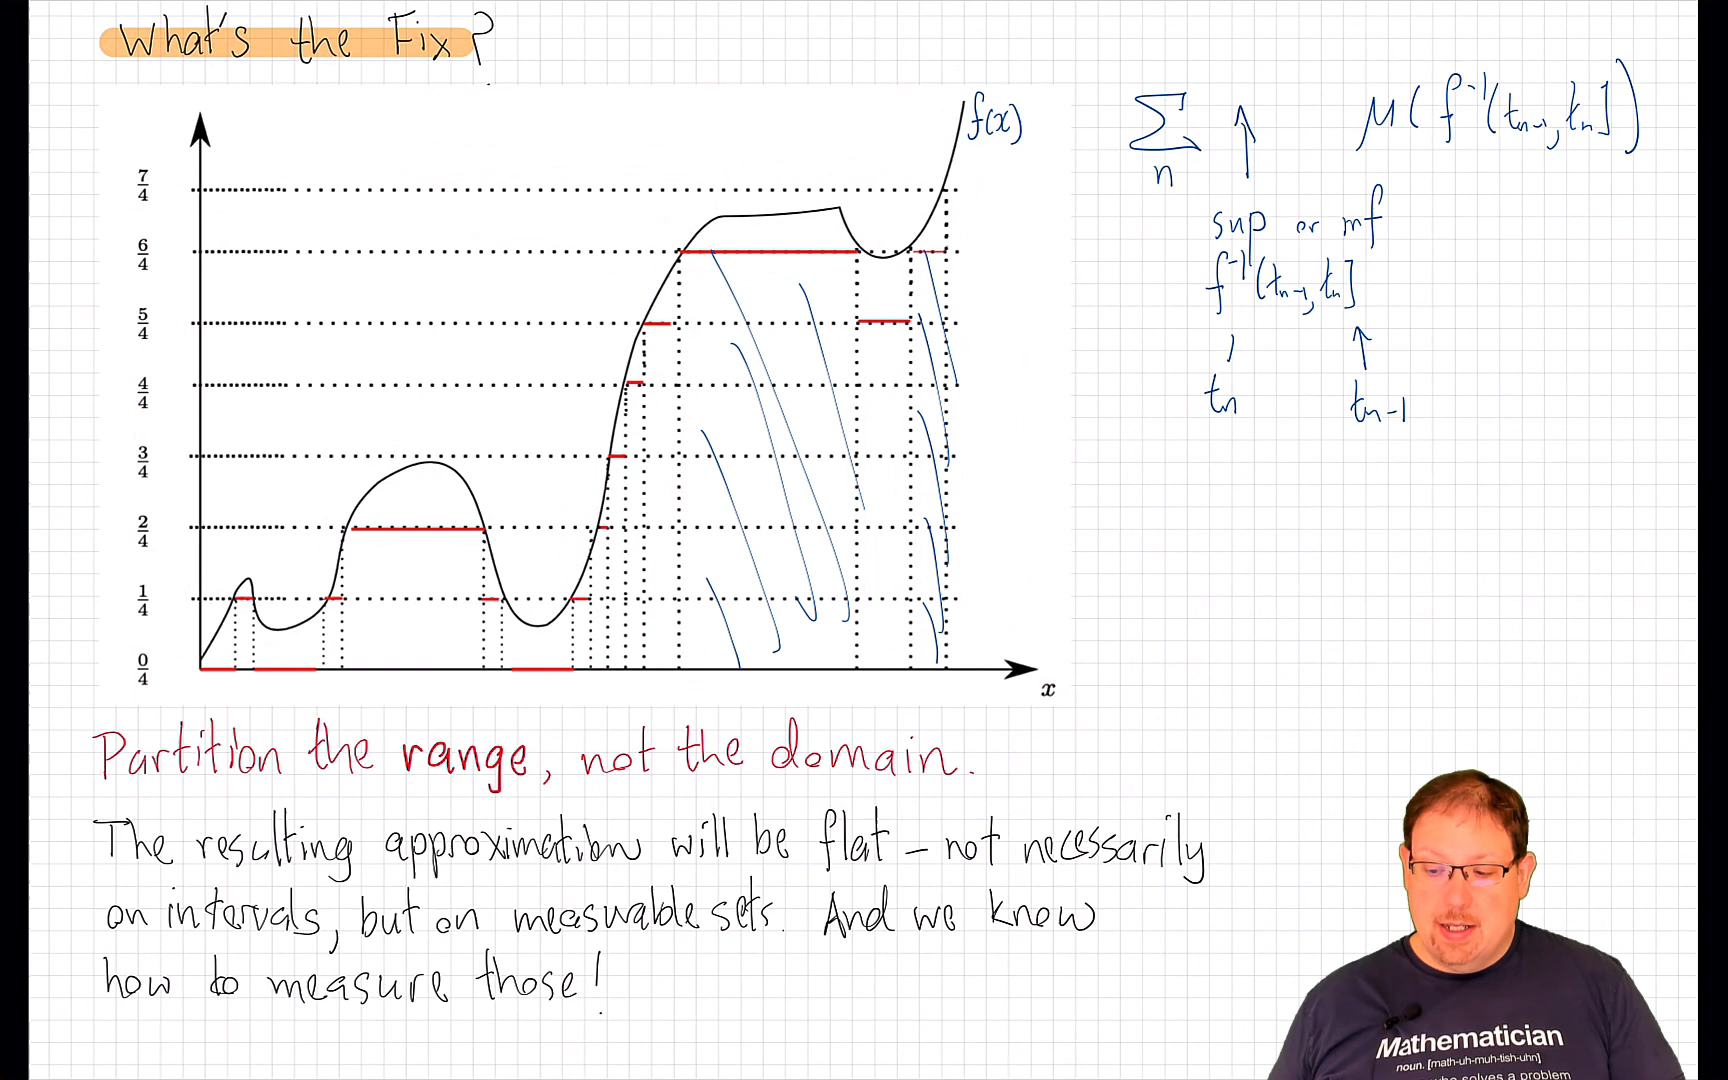 What's the Fix?
f(x)
7/4
6/4
5/4
4/4
3/4
2/4
1/4
0/4
x
∑ n ↑ μ(f⁻¹(tn-1, tn])
sup or inf
f⁻¹(tn-1, tn]
tn tn-1
Partition the range, not the domain.
The resulting approximation will be flat – not necessarily
on intervals, but on measurable sets. And we know
how to measure those!
Mathematician
noun. [math-uh-muh-tish-uhn]
solves a problem